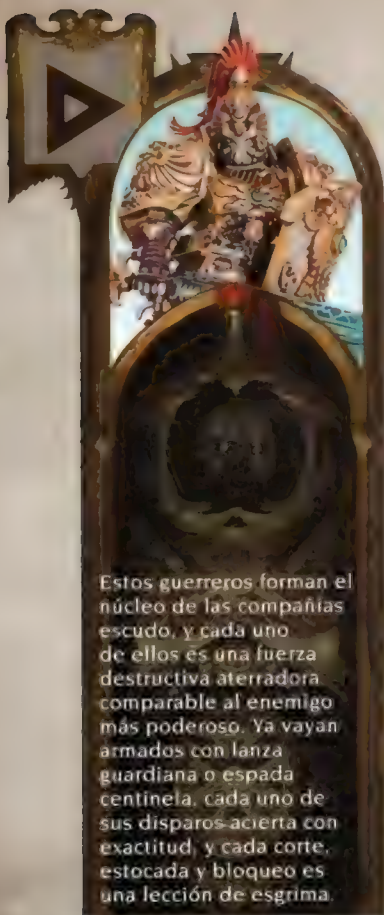 Estos guerreros forman el
núcleo de las compañías
escudo, y cada uno
de ellos es una fuerza
destructiva aterradora
comparable al enemigo
más poderoso. Ya vayan
armados con lanza
guardiana o espada
centinela, cada uno de
sus disparos acierta con
exactitud, y cada corte,
estocada y bloqueo es
una lección de esgrima.